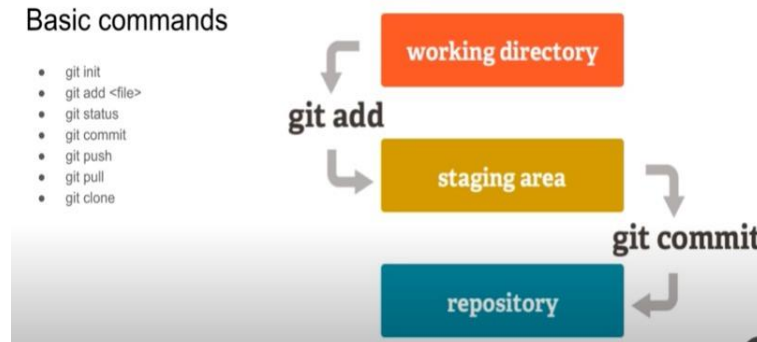 Basic commands
git init
git add <file>
git status
git commit
git push
git pull
git clone
working directory
git add
staging area
git commit
repository